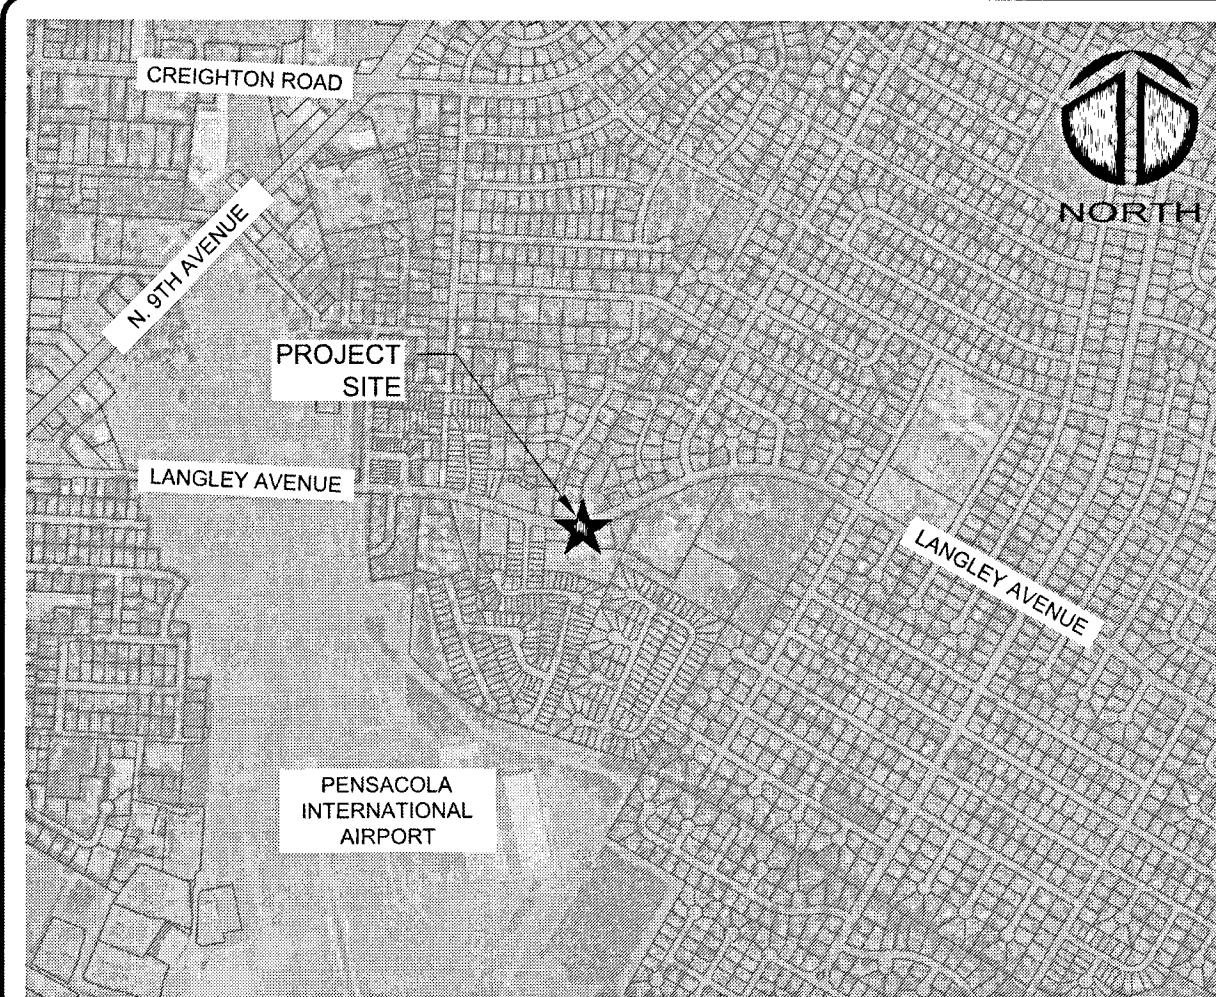 CREIGHTON ROAD
NORTH
N. 9TH AVENUE
PROJECT
SITE
LANGLEY AVENUE
LANGLEY AVENUE
PENSACOLA
INTERNATIONAL
AIRPORT